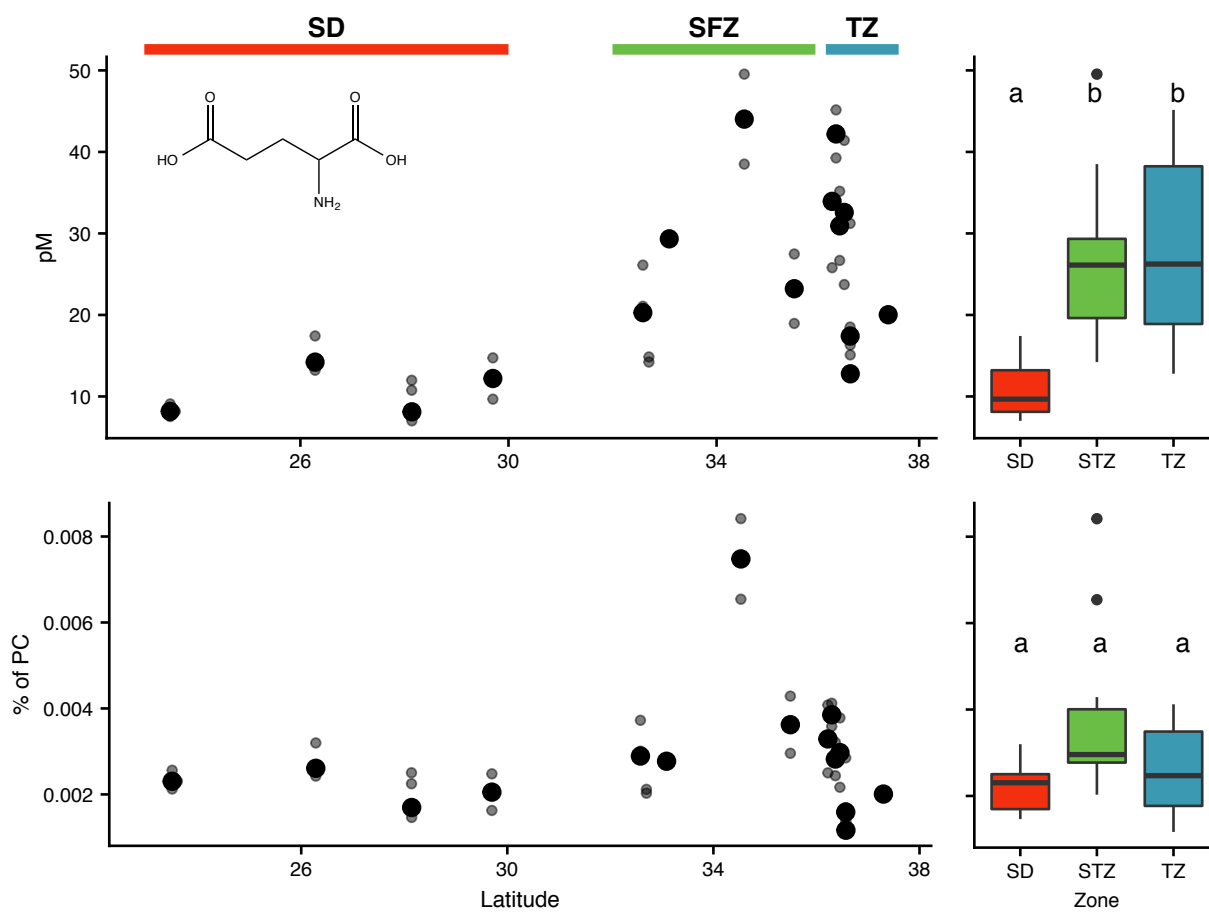 SD SFZ TZ
50
40
30
20
10
pM
O O
HO OH
NH2
26 30 34 38
a b b
SD STZ TZ
0.008
0.006
0.004
0.002
% of PC
26 30 34 38
Latitude
a a a
SD STZ TZ
Zone